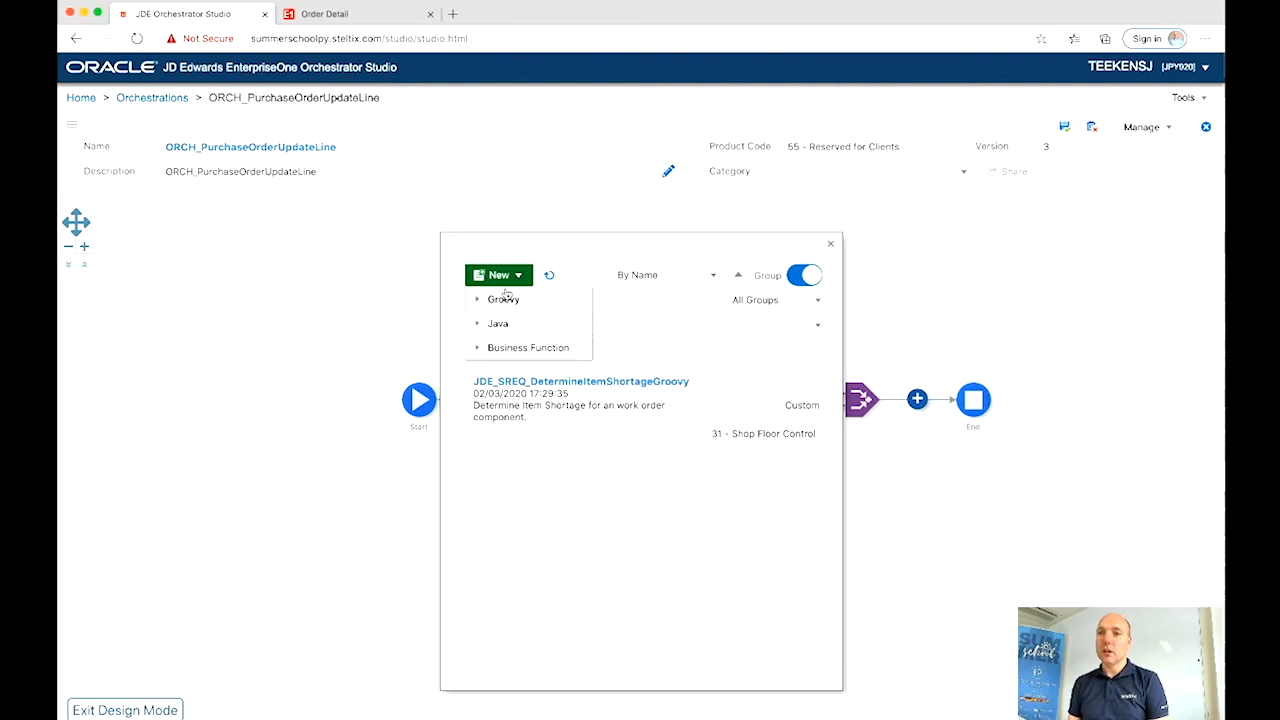 JDE Orchestrator Studio × E1 Order Detail × +
Not Secure summerschoolpy.steltix.com/studio/studio.html Sign in
ORACLE JD Edwards EnterpriseOne Orchestrator Studio TEEKENSJ [JPY920]
Home > Orchestrations > ORCH_PurchaseOrderUpdateLine Tools
Manage
Name ORCH_PurchaseOrderUpdateLine Product Code 55 - Reserved for Clients Version 3
Description ORCH_PurchaseOrderUpdateLine Category Share
New By Name Group
Groovy All Groups
Java
Business Function
JDE_SREQ_DetermineItemShortageGroovy
02/03/2020 17:29:35
Determine Item Shortage for an work order Custom
component.
31 - Shop Floor Control
Start End
SUM
school
Exit Design Mode